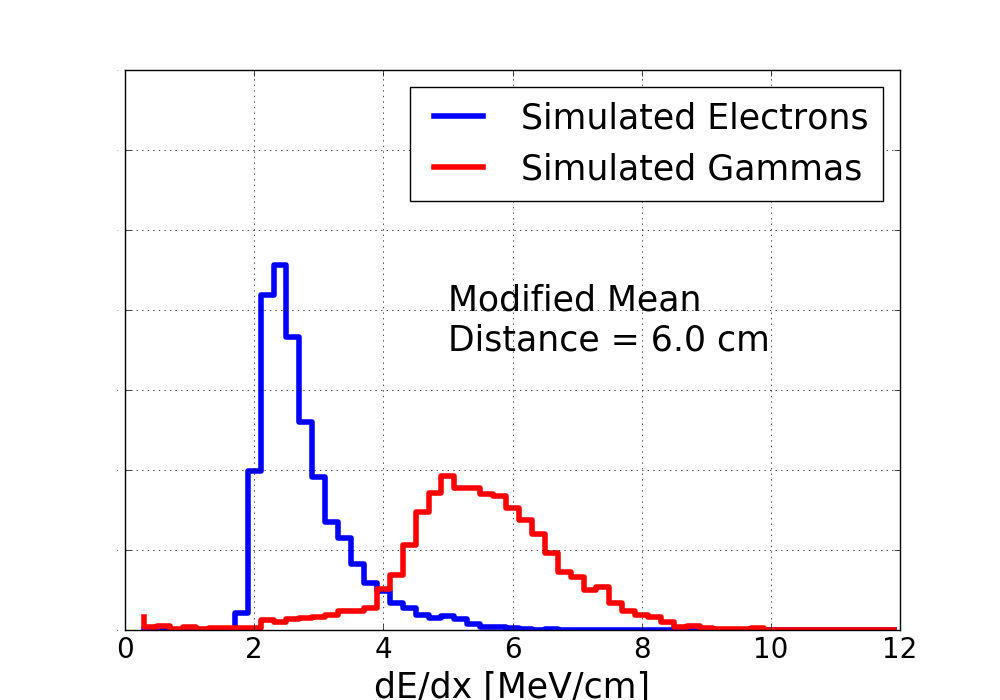 Simulated Electrons
Simulated Gammas
Modified Mean
Distance = 6.0 cm
0 2 4 6 8 10 12
dE/dx [MeV/cm]